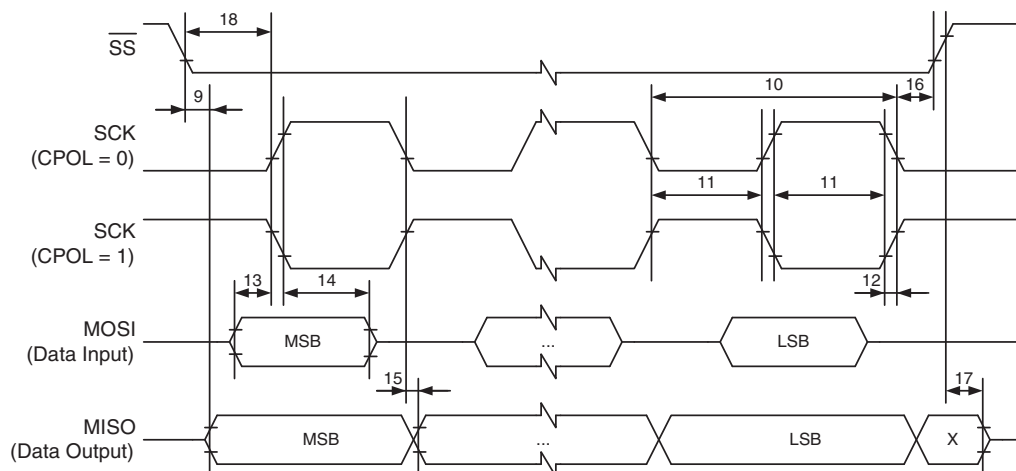 18
SS
10
16
9
SCK
(CPOL = 0)
11
11
SCK
(CPOL = 1)
13
14
12
MOSI
(Data Input)
MSB
...
LSB
15
17
MISO
(Data Output)
MSB
...
LSB
X